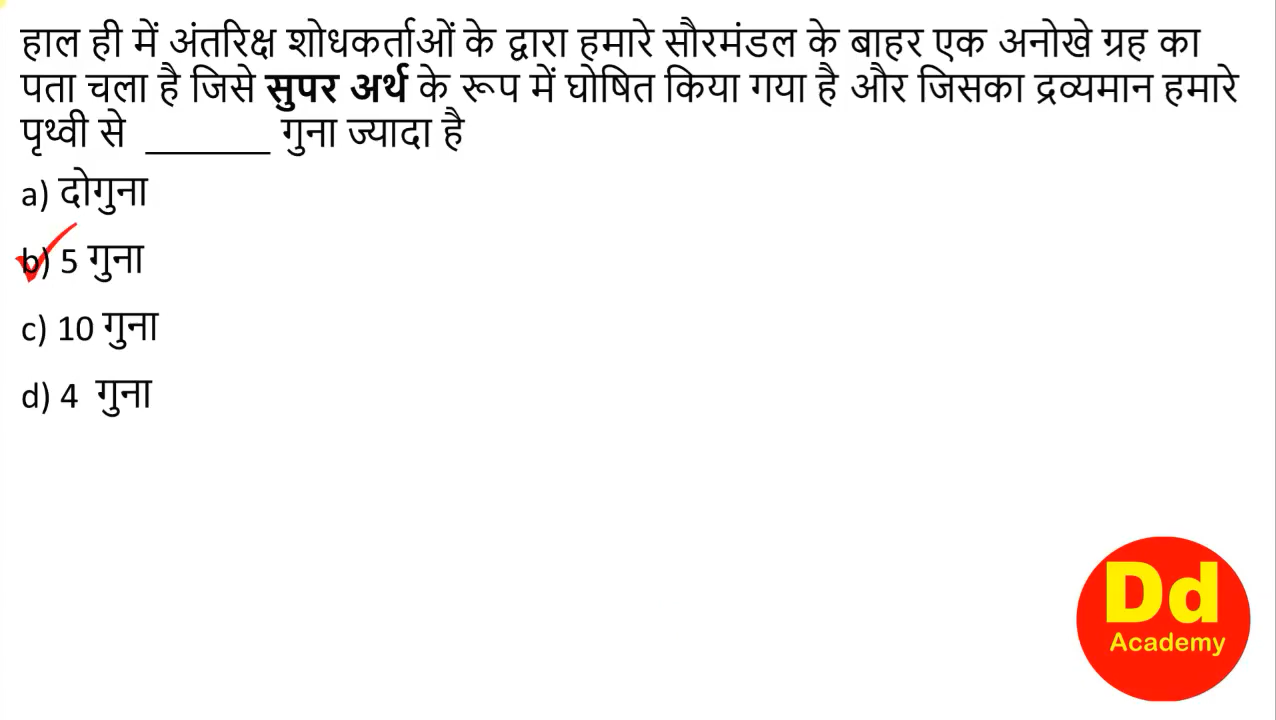 हाल ही में अंतरिक्ष शोधकर्ताओं के द्वारा हमारे सौरमंडल के बाहर एक अनोखे ग्रह का
पता चला है जिसे सुपर अर्थ के रूप में घोषित किया गया है और जिसका द्रव्यमान हमारे
पृथ्वी से _______ गुना ज्यादा है
a) दोगुना
b) 5 गुना
c) 10 गुना
d) 4 गुना
Dd
Academy